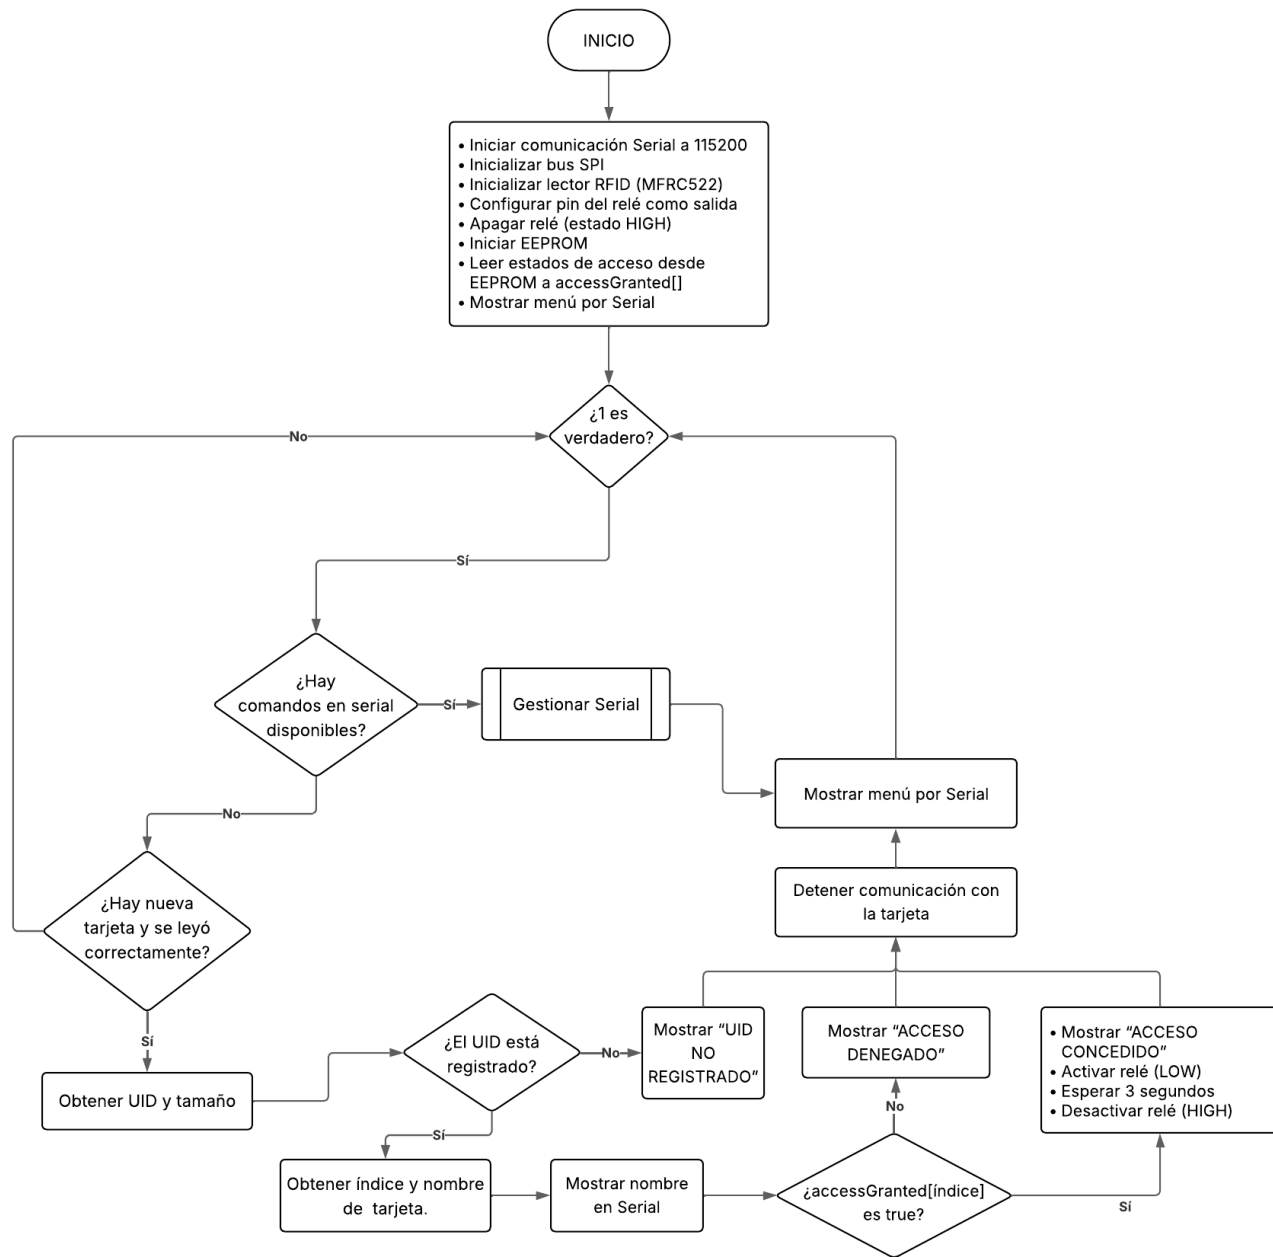 INICIO
• Iniciar comunicación Serial a 115200
• Inicializar bus SPI
• Inicializar lector RFID (MFRC522)
• Configurar pin del relé como salida
• Apagar relé (estado HIGH)
• Iniciar EEPROM
• Leer estados de acceso desde
EEPROM a accessGranted[]
• Mostrar menú por Serial
¿1 es
verdadero?
No
Sí
¿Hay
comandos en serial
disponibles?
Sí
Gestionar Serial
Mostrar menú por Serial
No
¿Hay nueva
tarjeta y se leyó
correctamente?
Detener comunicación con
la tarjeta
Sí
Obtener UID y tamaño
¿El UID está
registrado?
No
Mostrar “UID
NO
REGISTRADO”
Mostrar “ACCESO
DENEGADO”
• Mostrar “ACCESO
CONCEDIDO”
• Activar relé (LOW)
• Esperar 3 segundos
• Desactivar relé (HIGH)
Sí
No
Obtener índice y nombre
de tarjeta.
Mostrar nombre
en Serial
¿accessGranted[índice]
es true?
Sí